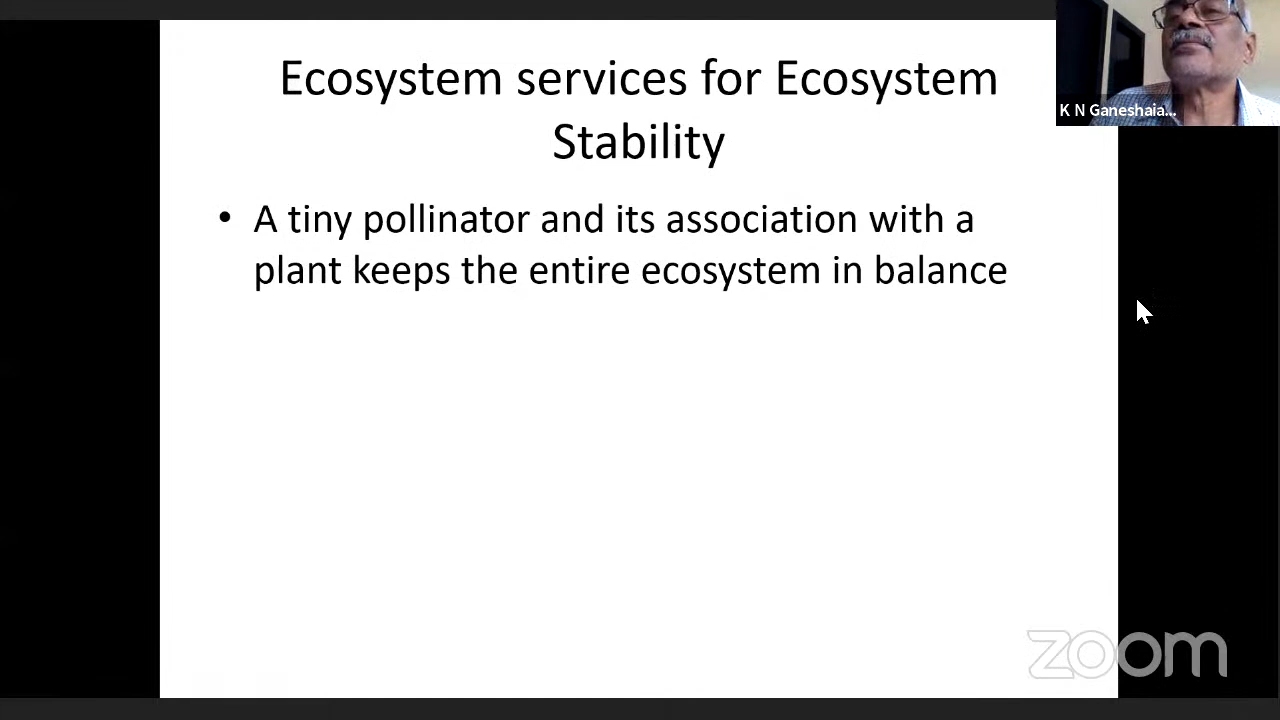 Ecosystem services for Ecosystem
Stability
• A tiny pollinator and its association with a
plant keeps the entire ecosystem in balance
K N Ganeshaia...
zoom